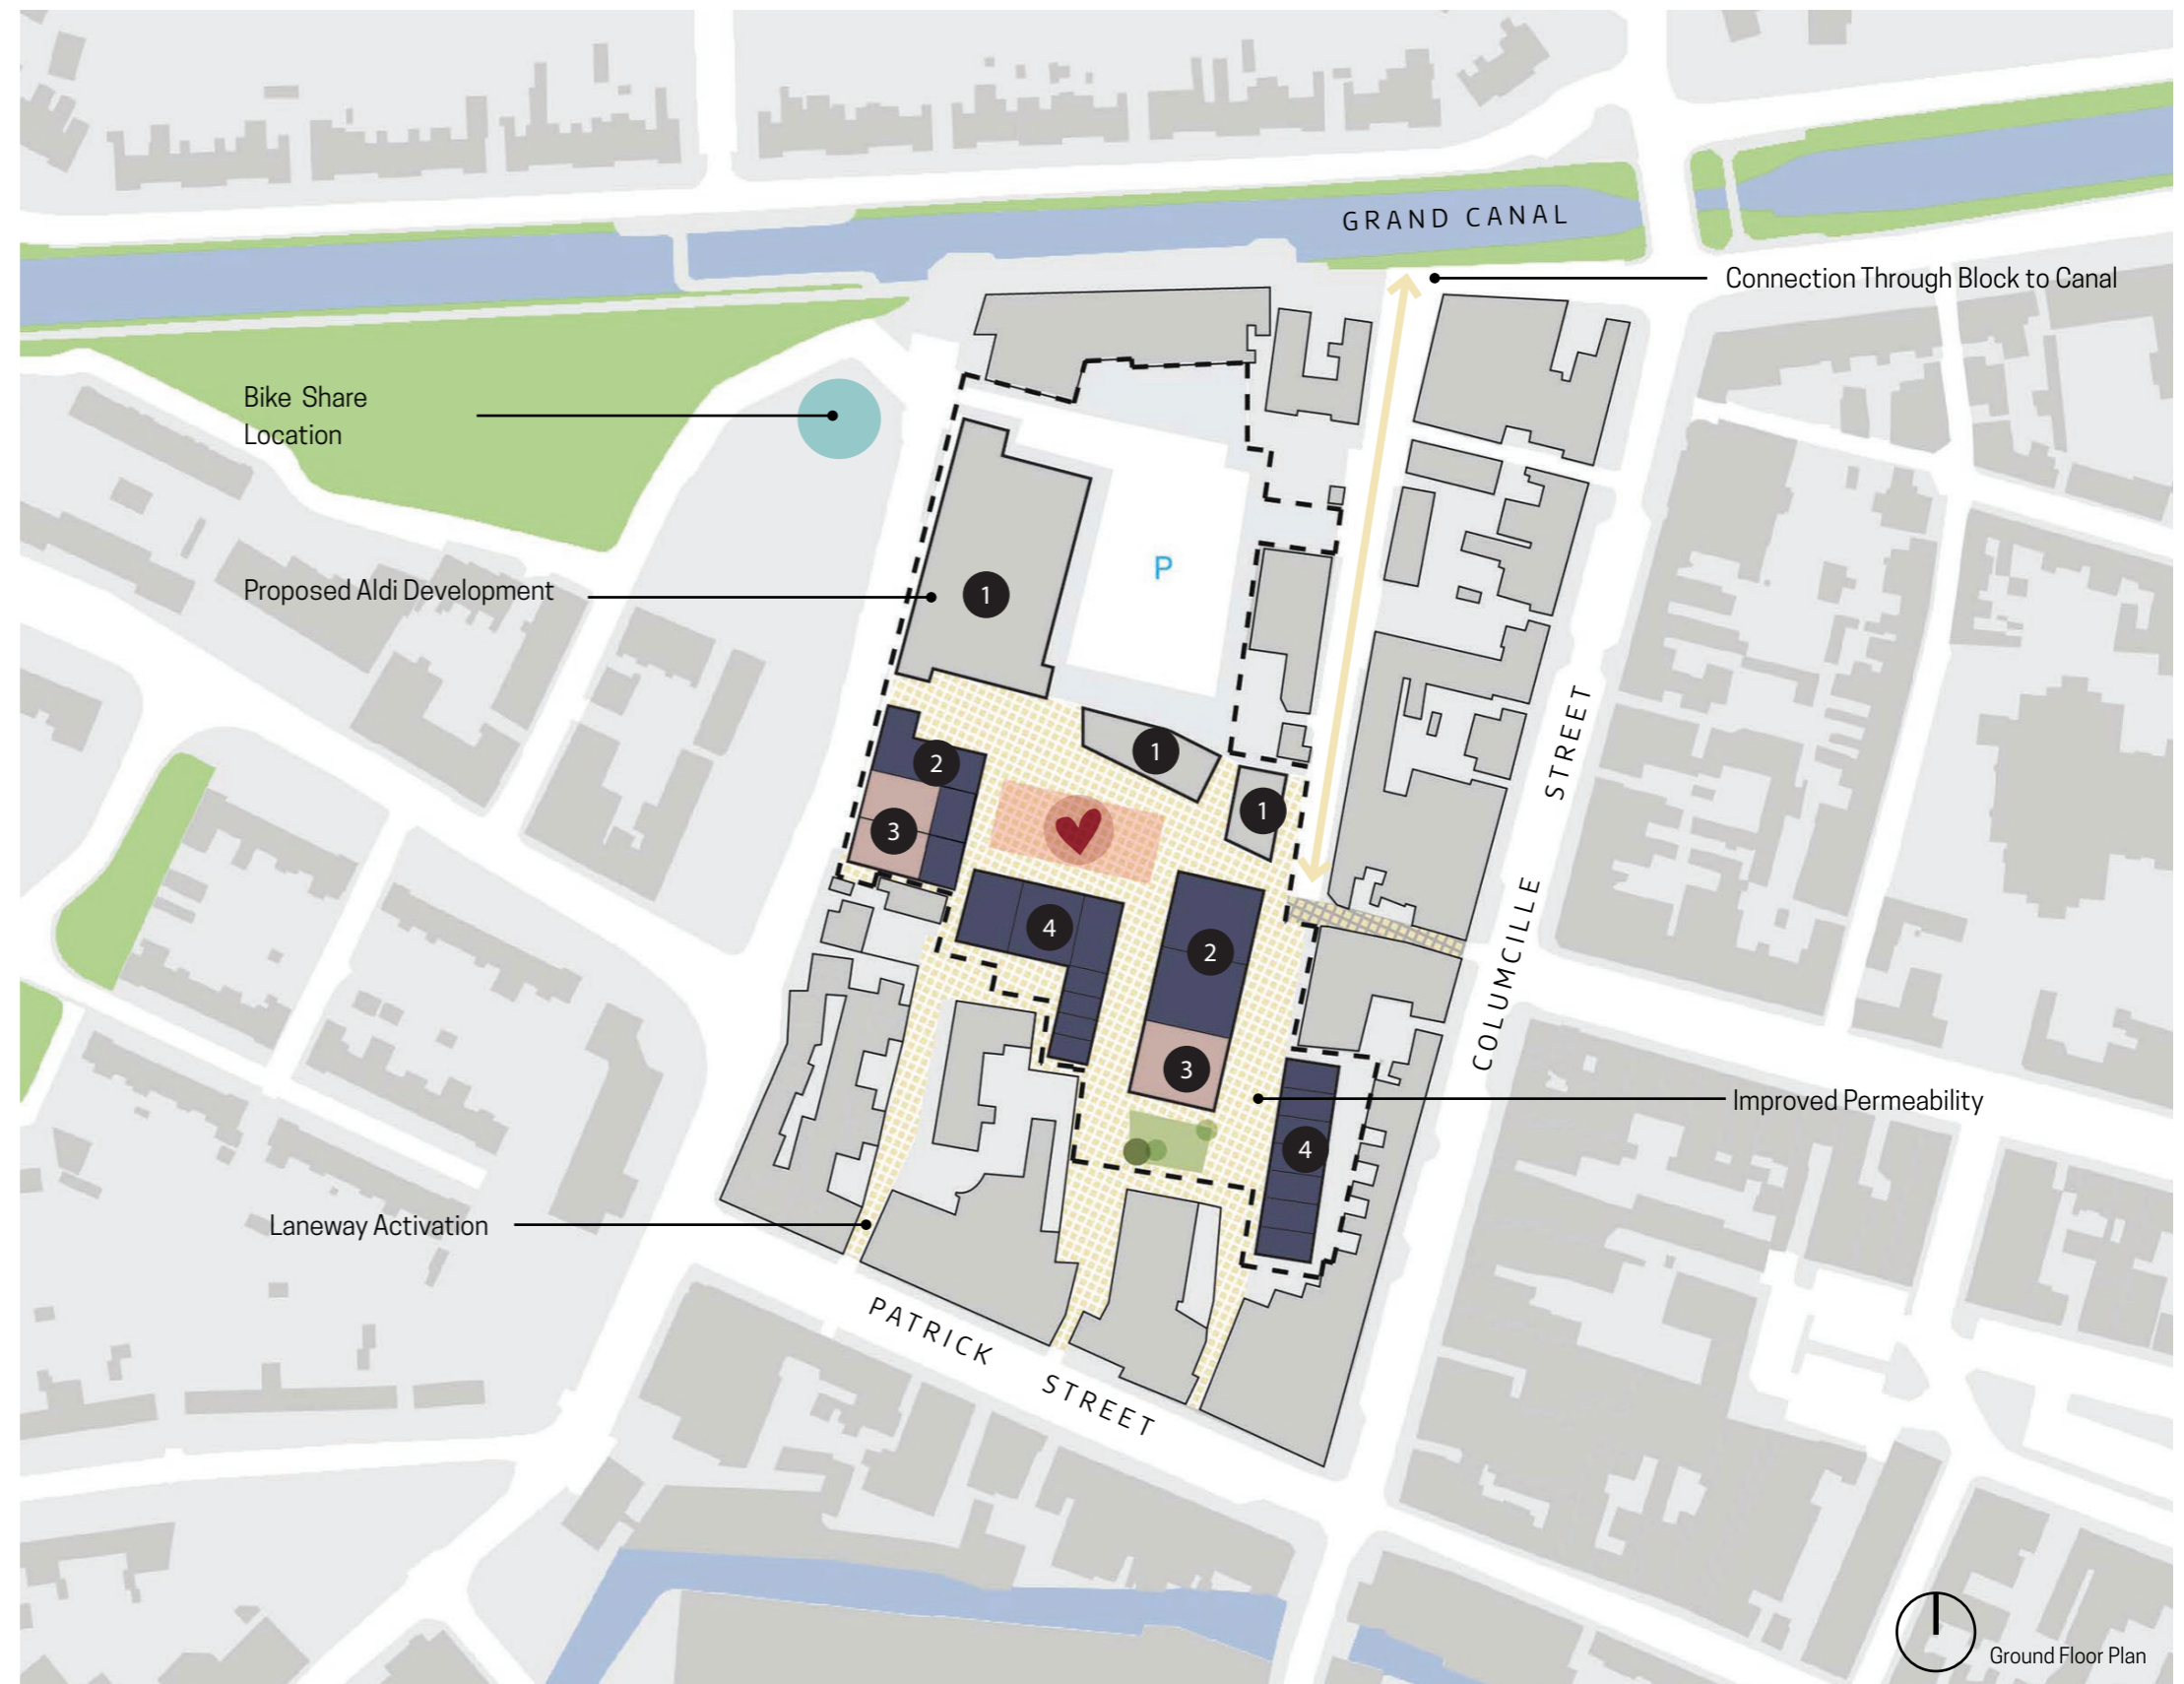 GRAND CANAL
Connection Through Block to Canal
Bike Share
Location
P
Proposed Aldi Development
1
1
1
2
3
4
2
3
4
COLUMCILLE STREET
Improved Permeability
Laneway Activation
PATRICK STREET
Ground Floor Plan